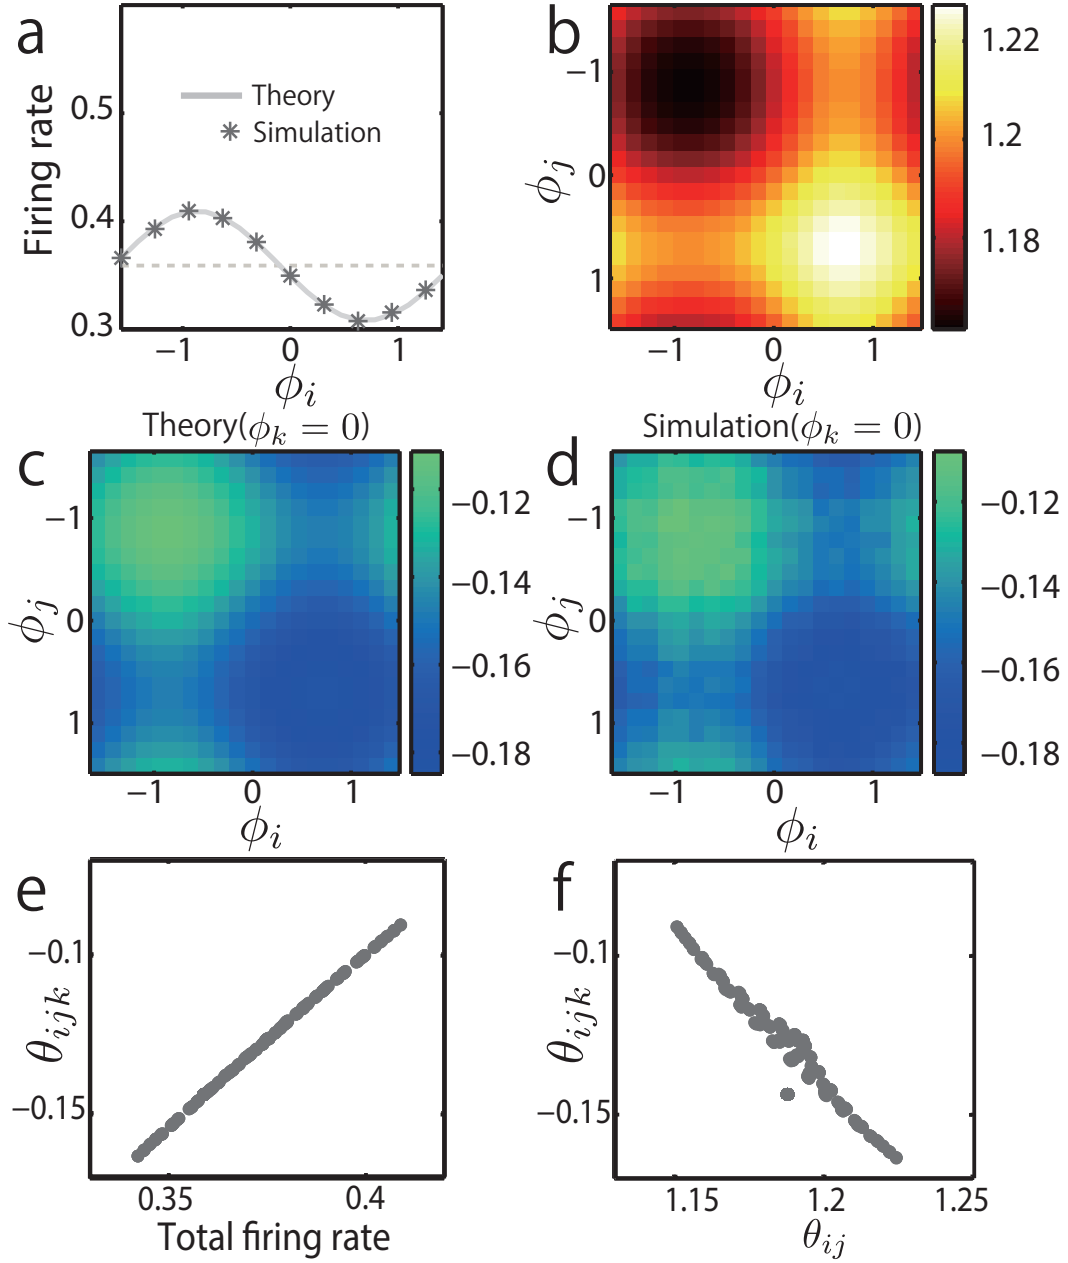 a
Firing rate
0.5
0.4
0.3
Theory
Simulation
−1 0 1
ϕi
b
ϕj
−1
0
1
−1 0 1
ϕi
1.22
1.2
1.18
Theory(ϕk = 0)
c
ϕj
−1
0
1
−1 0 1
ϕi
−0.12
−0.14
−0.16
−0.18
Simulation(ϕk = 0)
d
ϕj
−1
0
1
−1 0 1
ϕi
−0.12
−0.14
−0.16
−0.18
e
θijk
−0.1
−0.15
0.35 0.4
Total firing rate
f
θijk
−0.1
−0.15
1.15 1.2 1.25
θij